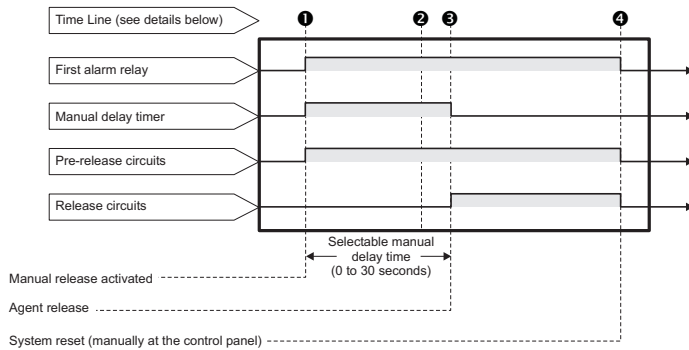 Time Line (see details below)
❶ ❷ ❸ ❹
First alarm relay
Manual delay timer
Pre-release circuits
Release circuits
Selectable manual
delay time
(0 to 30 seconds)
Manual release activated
Agent release
System reset (manually at the control panel)